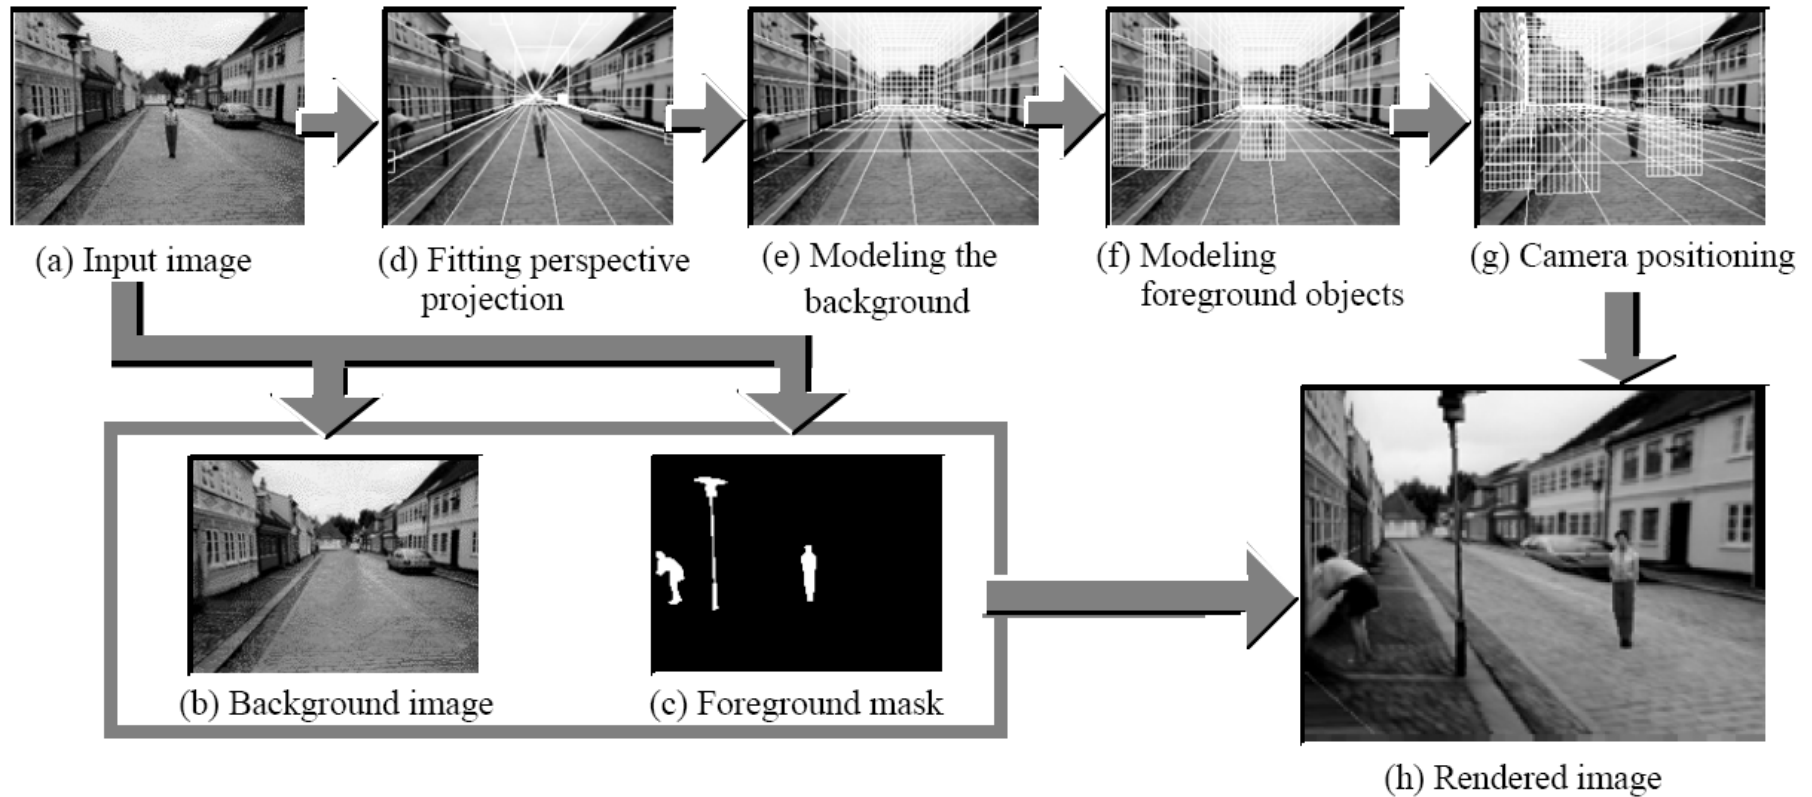 (a) Input image
(d) Fitting perspective
projection
(e) Modeling the
background
(f) Modeling
foreground objects
(g) Camera positioning
(b) Background image
(c) Foreground mask
(h) Rendered image